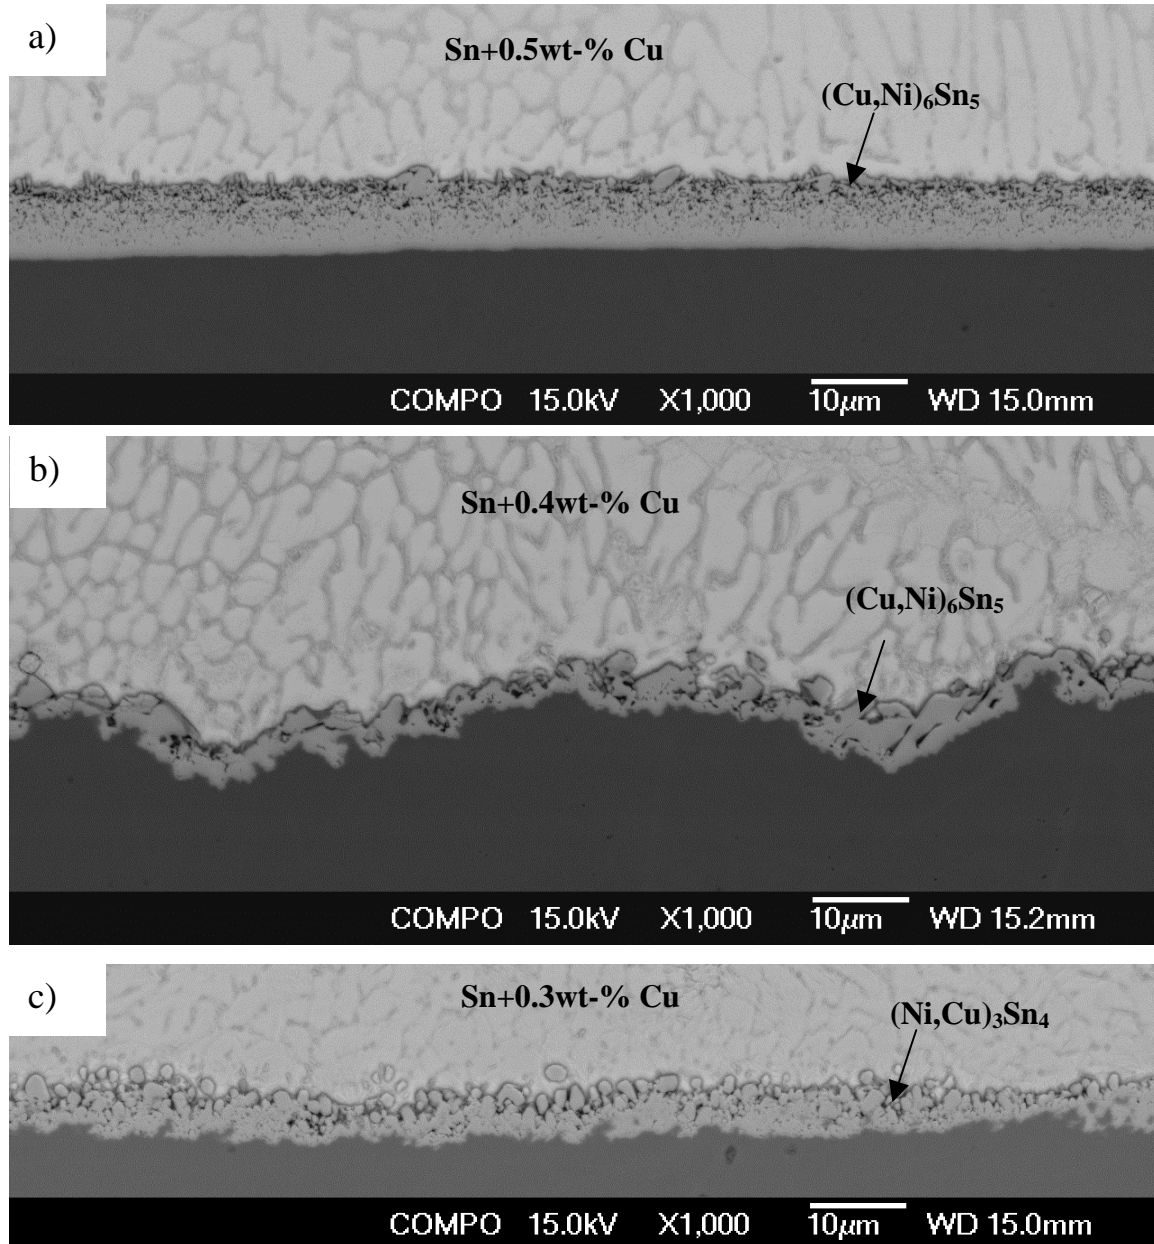 a)
Sn+0.5wt-% Cu
(Cu,Ni)₆Sn₅
COMPO 15.0kV X1,000 10µm WD 15.0mm
b)
Sn+0.4wt-% Cu
(Cu,Ni)₆Sn₅
COMPO 15.0kV X1,000 10µm WD 15.2mm
c)
Sn+0.3wt-% Cu
(Ni,Cu)₃Sn₄
COMPO 15.0kV X1,000 10µm WD 15.0mm